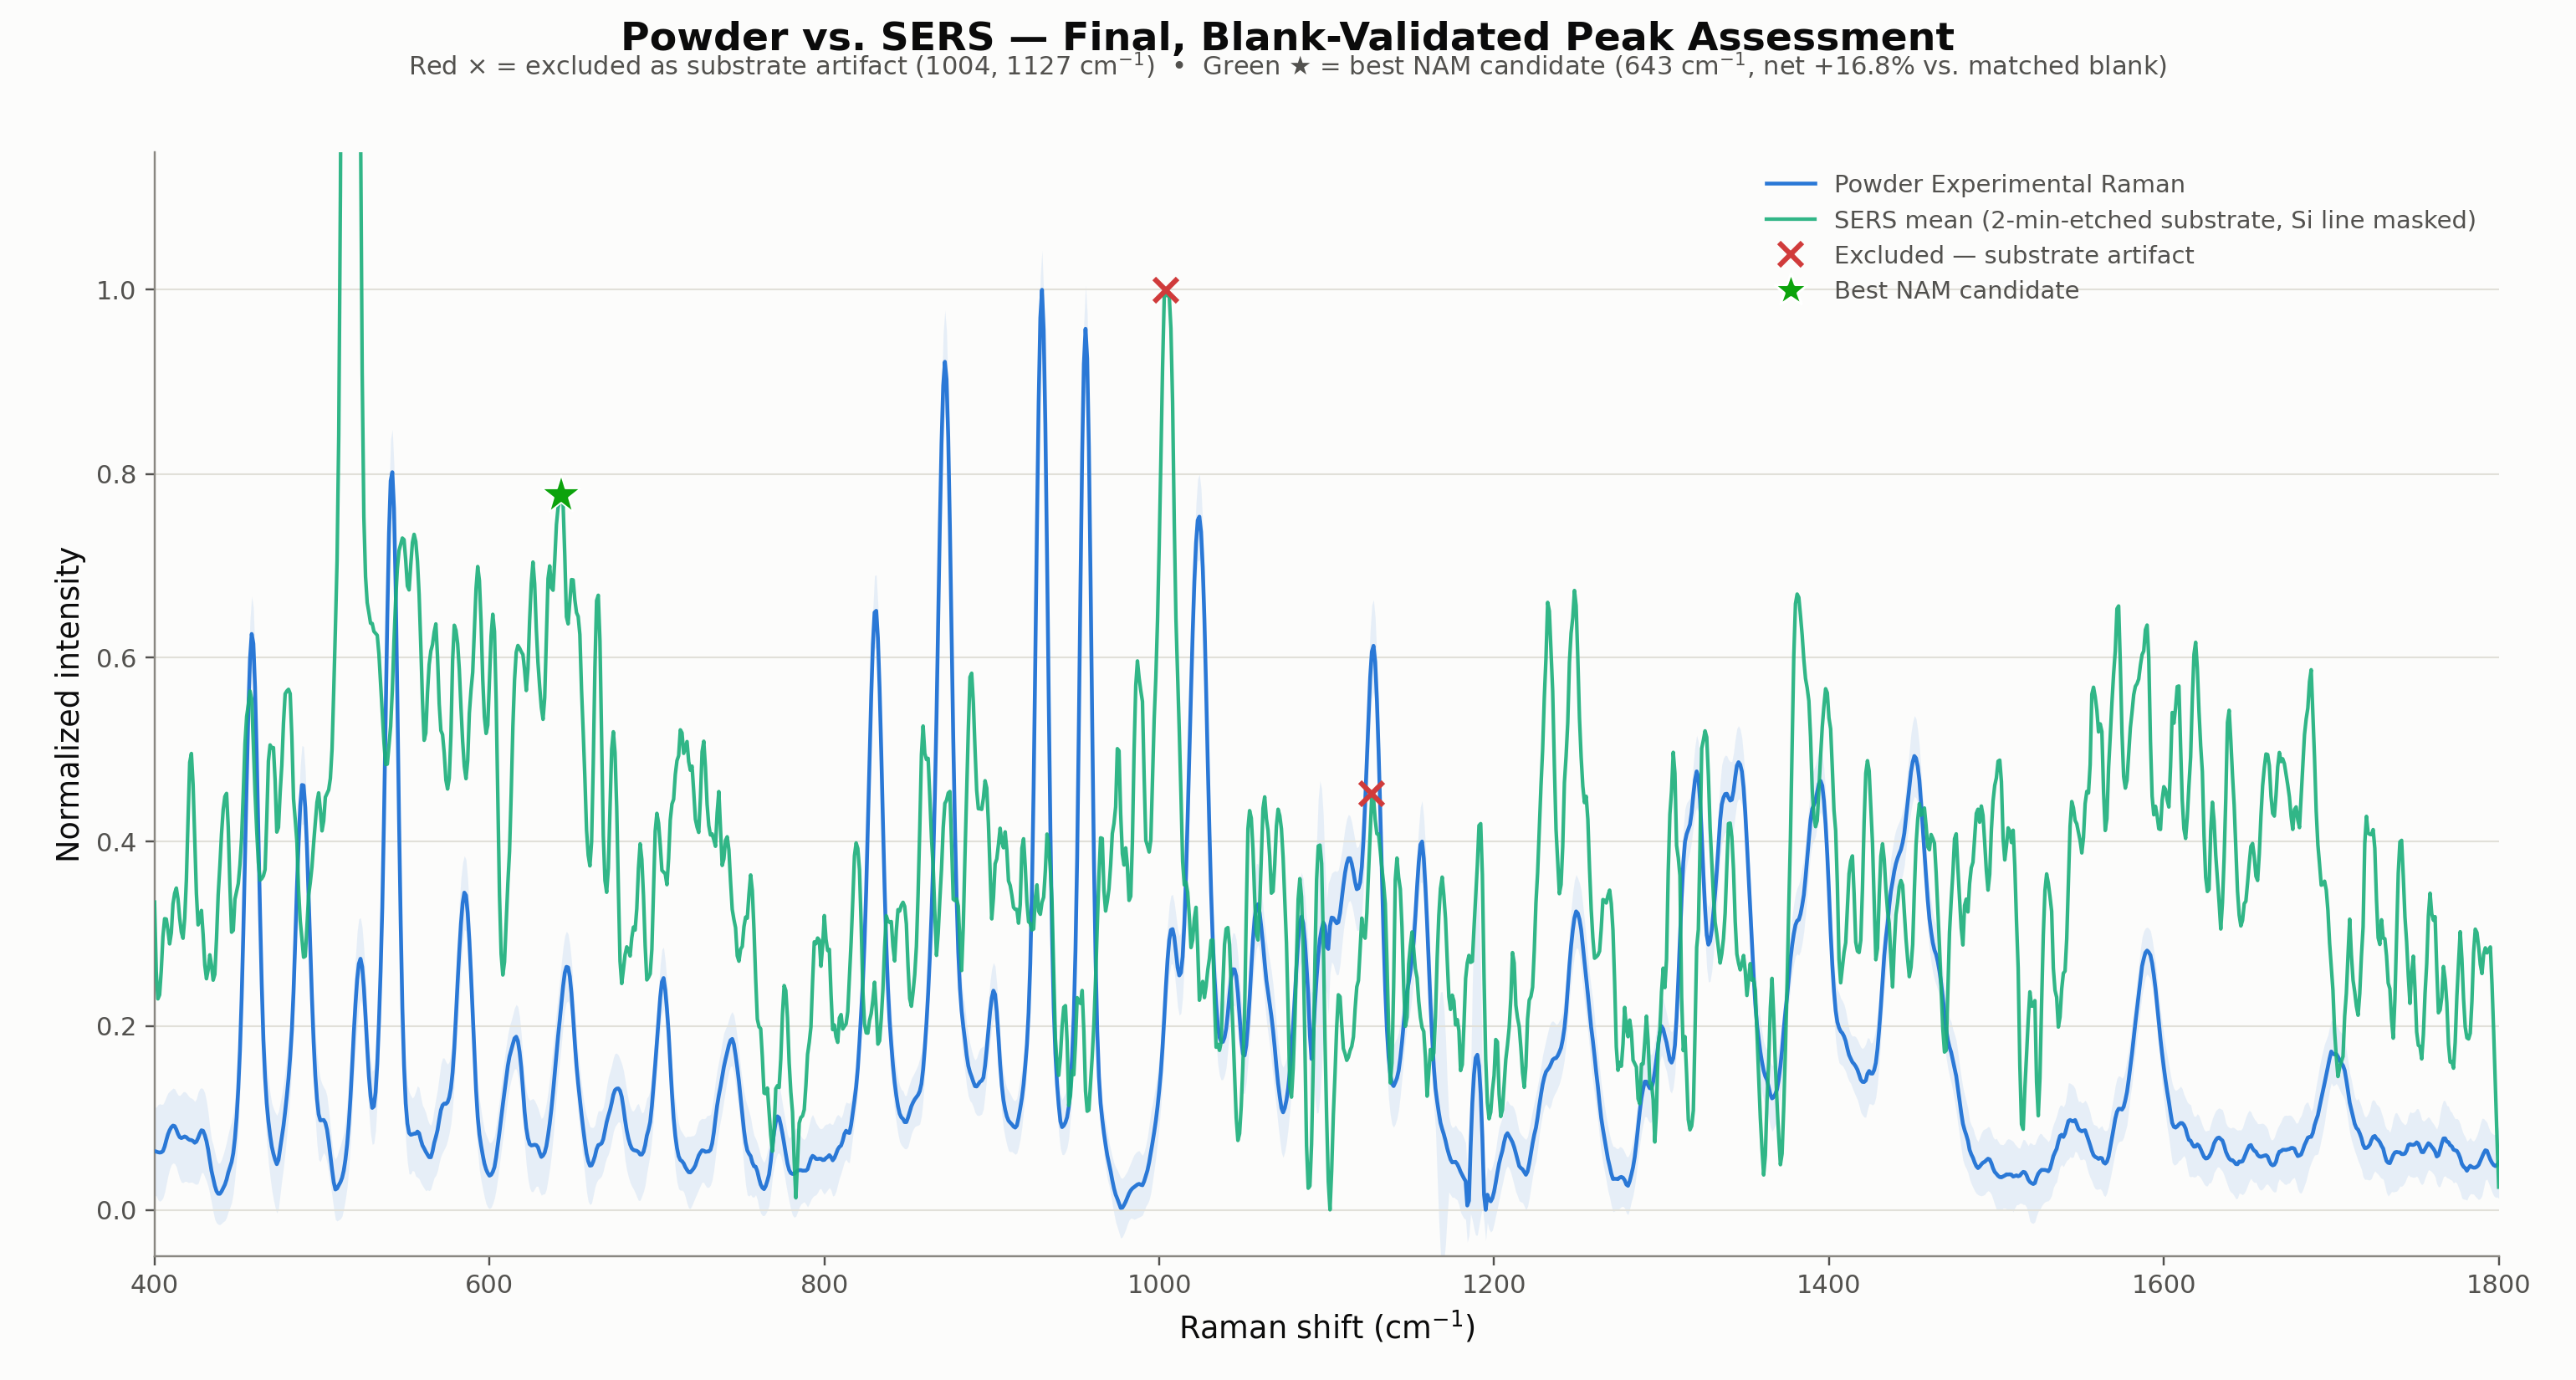 Powder vs. SERS — Final, Blank-Validated Peak Assessment
Red × = excluded as substrate artifact (1004, 1127 cm⁻¹) • Green ★ = best NAM candidate (643 cm⁻¹, net +16.8% vs. matched blank)
Powder Experimental Raman
SERS mean (2-min-etched substrate, Si line masked)
Excluded — substrate artifact
Best NAM candidate
Normalized intensity
1.0
0.8
0.6
0.4
0.2
0.0
400 600 800 1000 1200 1400 1600 1800
Raman shift (cm⁻¹)